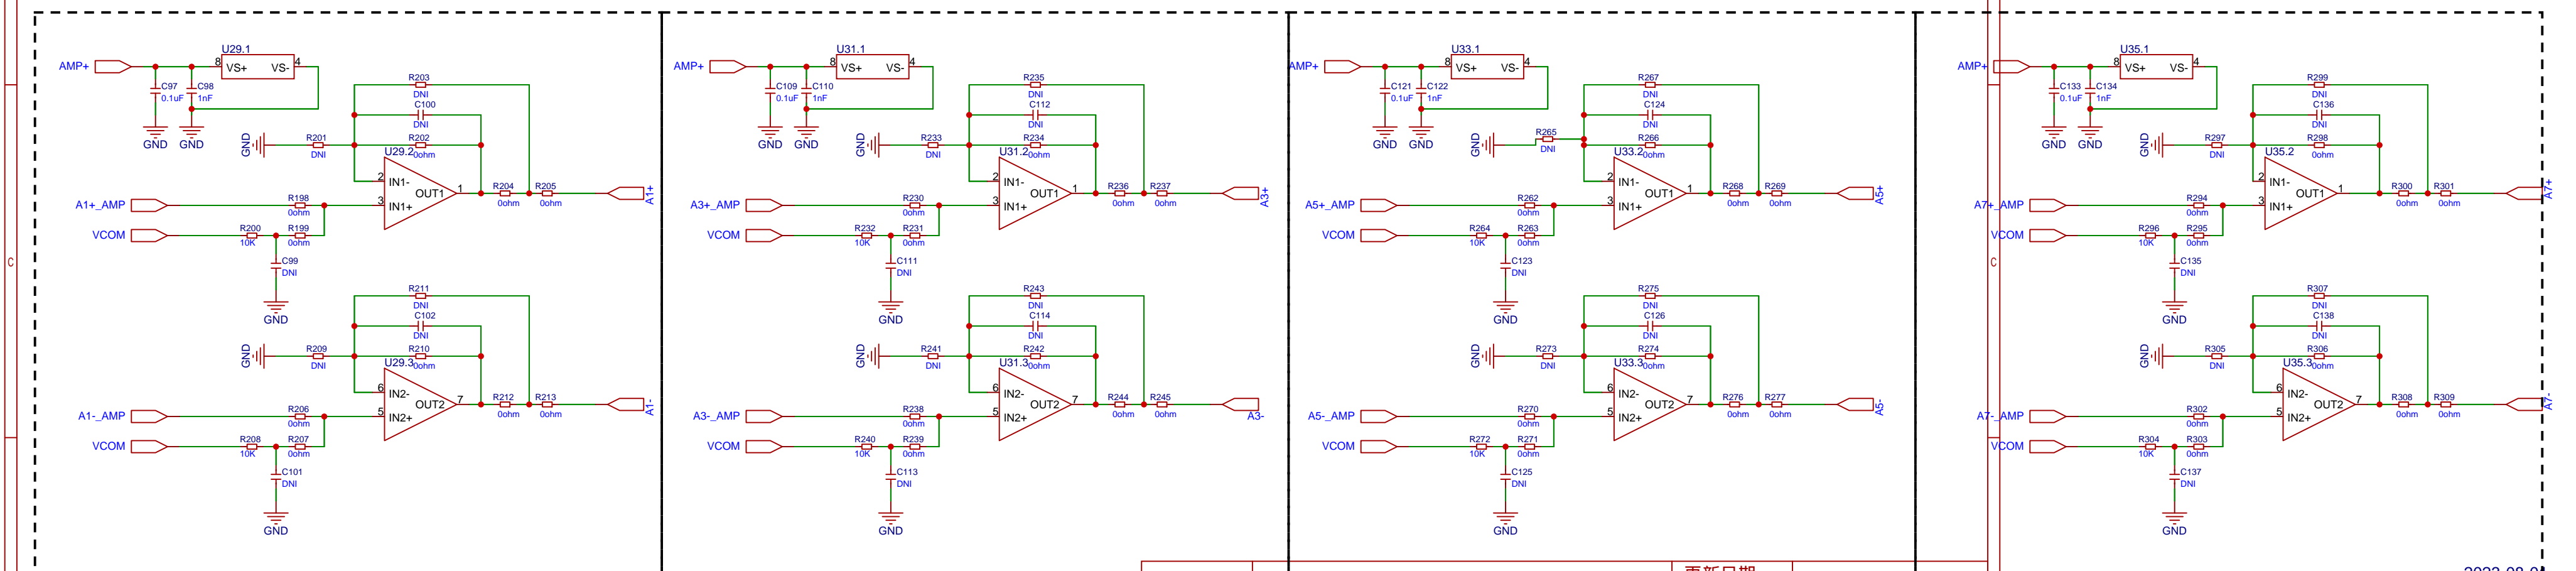 U29.1
AMP+
8 VS+ VS- 4
C97
0.1uF
C98
1nF
GND
GND
R203
DNI
C100
DNI
GND
R201
DNI
R202
0ohm
U29.2
2 IN1-
OUT1 1
3 IN1+
R204
0ohm
R205
0ohm
A1+
A1+_AMP
R198
0ohm
VCOM
R200
10K
R199
0ohm
C99
DNI
GND
R211
DNI
C102
DNI
GND
R209
DNI
R210
0ohm
U29.3
6 IN2-
OUT2 7
5 IN2+
R212
0ohm
R213
0ohm
A1-
A1-_AMP
R206
0ohm
VCOM
R208
10K
R207
0ohm
C101
DNI
GND
U31.1
AMP+
8 VS+ VS- 4
C109
0.1uF
C110
1nF
GND
GND
R235
DNI
C112
DNI
GND
R233
DNI
R234
0ohm
U31.2
2 IN1-
OUT1 1
3 IN1+
R236
0ohm
R237
0ohm
A3+
A3+_AMP
R230
0ohm
VCOM
R232
10K
R231
0ohm
C111
DNI
GND
R243
DNI
C114
DNI
GND
R241
DNI
R242
0ohm
U31.3
6 IN2-
OUT2 7
5 IN2+
R244
0ohm
R245
0ohm
A3-
A3-_AMP
R238
0ohm
VCOM
R240
10K
R239
0ohm
C113
DNI
GND
U33.1
AMP+
8 VS+ VS- 4
C121
0.1uF
C122
1nF
GND
GND
R267
DNI
C124
DNI
GND
R265
DNI
R266
0ohm
U33.2
2 IN1-
OUT1 1
3 IN1+
R268
0ohm
R269
0ohm
A5+
A5+_AMP
R262
0ohm
VCOM
R264
10K
R263
0ohm
C123
DNI
GND
R275
DNI
C126
DNI
GND
R273
DNI
R274
0ohm
U33.3
6 IN2-
OUT2 7
5 IN2+
R276
0ohm
R277
0ohm
A5-
A5-_AMP
R270
0ohm
VCOM
R272
10K
R271
0ohm
C125
DNI
GND
U35.1
AMP+
8 VS+ VS- 4
C133
0.1uF
C134
1nF
GND
GND
R299
DNI
C136
DNI
GND
R297
DNI
R298
0ohm
U35.2
2 IN1-
OUT1 1
3 IN1+
R300
0ohm
R301
0ohm
A7+
A7+_AMP
R294
0ohm
VCOM
R296
10K
R295
0ohm
C135
DNI
GND
R307
DNI
C138
DNI
GND
R305
DNI
R306
0ohm
U35.3
6 IN2-
OUT2 7
5 IN2+
R308
0ohm
R309
0ohm
A7-
A7-_AMP
R302
0ohm
VCOM
R304
10K
R303
0ohm
C137
DNI
GND
C
C
更新日期